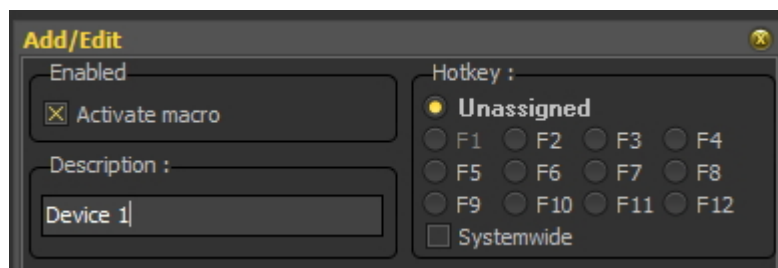 Add/Edit
Enabled
Activate macro
Description :
Device 1
Hotkey :
Unassigned
F1 F2 F3 F4
F5 F6 F7 F8
F9 F10 F11 F12
Systemwide